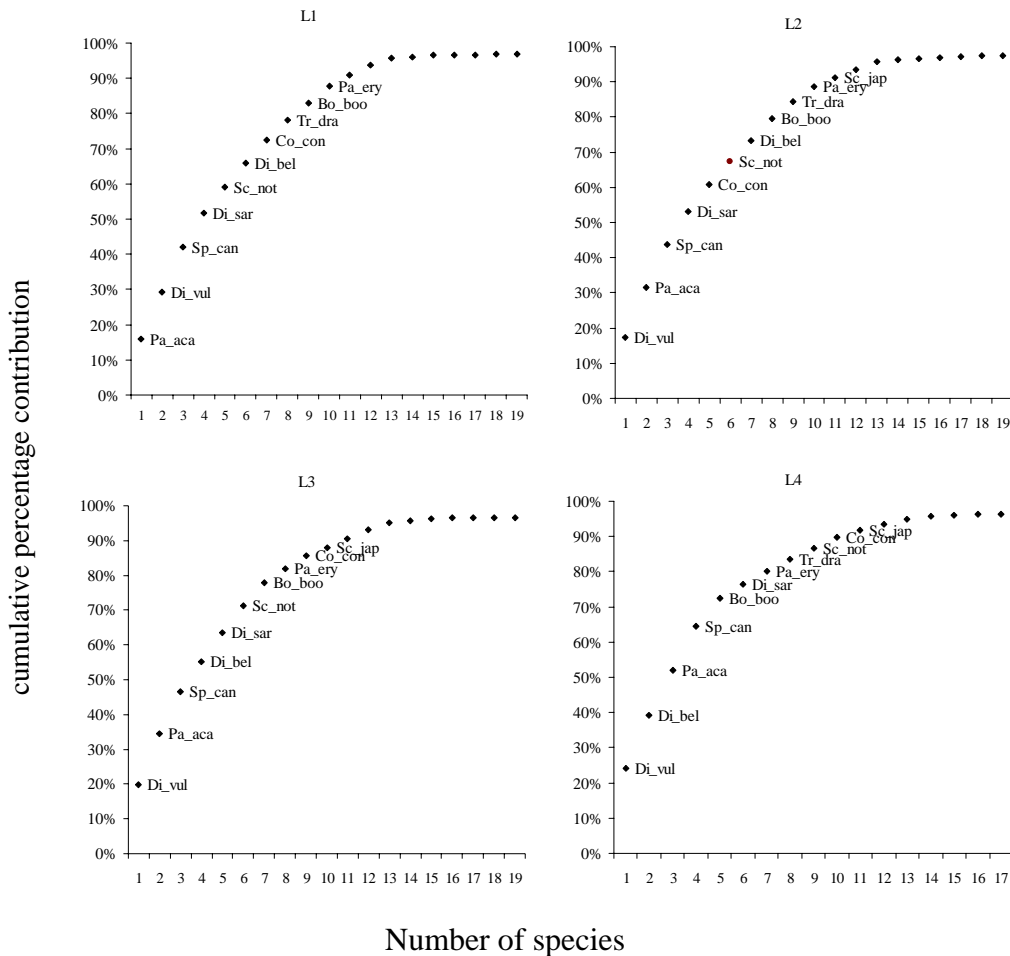 L1
100%
90%
80%
70%
60%
50%
40%
30%
20%
10%
0%
Pa_ery
Bo_boo
Tr_dra
Co_con
Di_bel
Sc_not
Di_sar
Sp_can
Di_vul
Pa_aca
1 2 3 4 5 6 7 8 9 10 11 12 13 14 15 16 17 18 19
L2
100%
90%
80%
70%
60%
50%
40%
30%
20%
10%
0%
Sc_jap
Pa_ery
Tr_dra
Bo_boo
Di_bel
Sc_not
Co_con
Di_sar
Sp_can
Pa_aca
Di_vul
1 2 3 4 5 6 7 8 9 10 11 12 13 14 15 16 17 18 19
cumulative percentage contribution
L3
100%
90%
80%
70%
60%
50%
40%
30%
20%
10%
0%
Sc_jap
Co_con
Pa_ery
Bo_boo
Sc_not
Di_sar
Di_bel
Sp_can
Pa_aca
Di_vul
1 2 3 4 5 6 7 8 9 10 11 12 13 14 15 16 17 18 19
L4
100%
90%
80%
70%
60%
50%
40%
30%
20%
10%
0%
Sc_jap
Co_con
Sc_not
Tr_dra
Pa_ery
Di_sar
Bo_boo
Sp_can
Pa_aca
Di_bel
Di_vul
1 2 3 4 5 6 7 8 9 10 11 12 13 14 15 16 17
Number of species